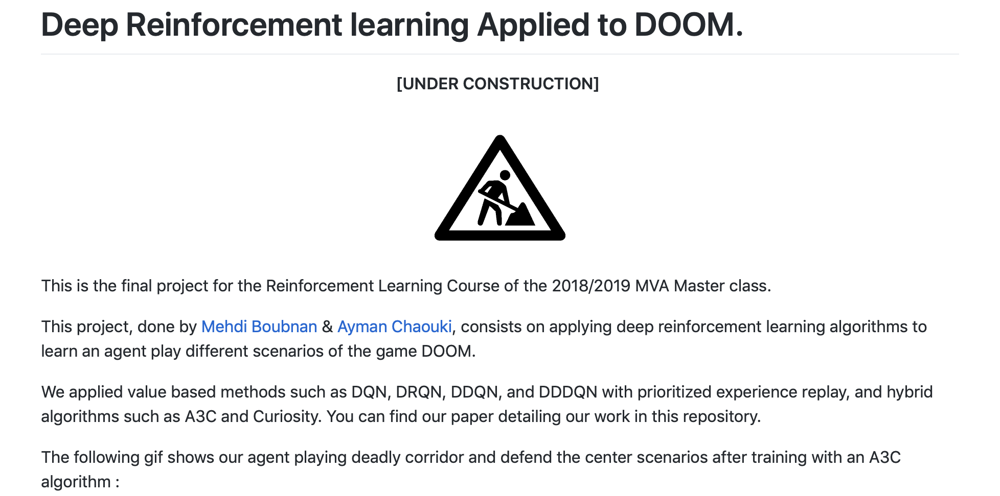 Deep Reinforcement learning Applied to DOOM.
[UNDER CONSTRUCTION]
This is the final project for the Reinforcement Learning Course of the 2018/2019 MVA Master class.
This project, done by Mehdi Boubnan & Ayman Chaouki, consists on applying deep reinforcement learning algorithms to
learn an agent play different scenarios of the game DOOM.
We applied value based methods such as DQN, DRQN, DDQN, and DDDQN with prioritized experience replay, and hybrid
algorithms such as A3C and Curiosity. You can find our paper detailing our work in this repository.
The following gif shows our agent playing deadly corridor and defend the center scenarios after training with an A3C
algorithm :